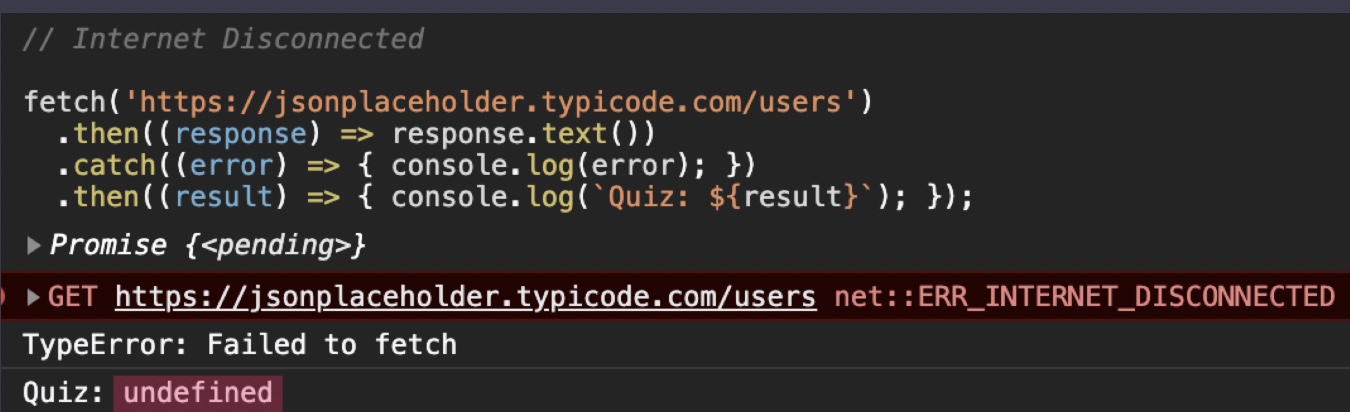 // Internet Disconnected
fetch('https://jsonplaceholder.typicode.com/users')
  .then((response) => response.text())
  .catch((error) => { console.log(error); })
  .then((result) => { console.log(`Quiz: ${result}`); });
▶Promise {<pending>}
▶GET https://jsonplaceholder.typicode.com/users net::ERR_INTERNET_DISCONNECTED
TypeError: Failed to fetch
Quiz: undefined